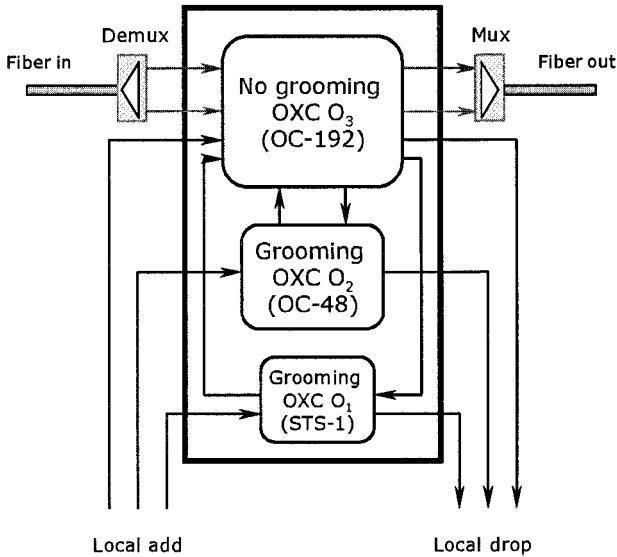 Demux
Mux
Fiber in
Fiber out
No grooming
OXC O3
(OC-192)
Grooming
OXC O2
(OC-48)
Grooming
OXC O1
(STS-1)
Local add
Local drop